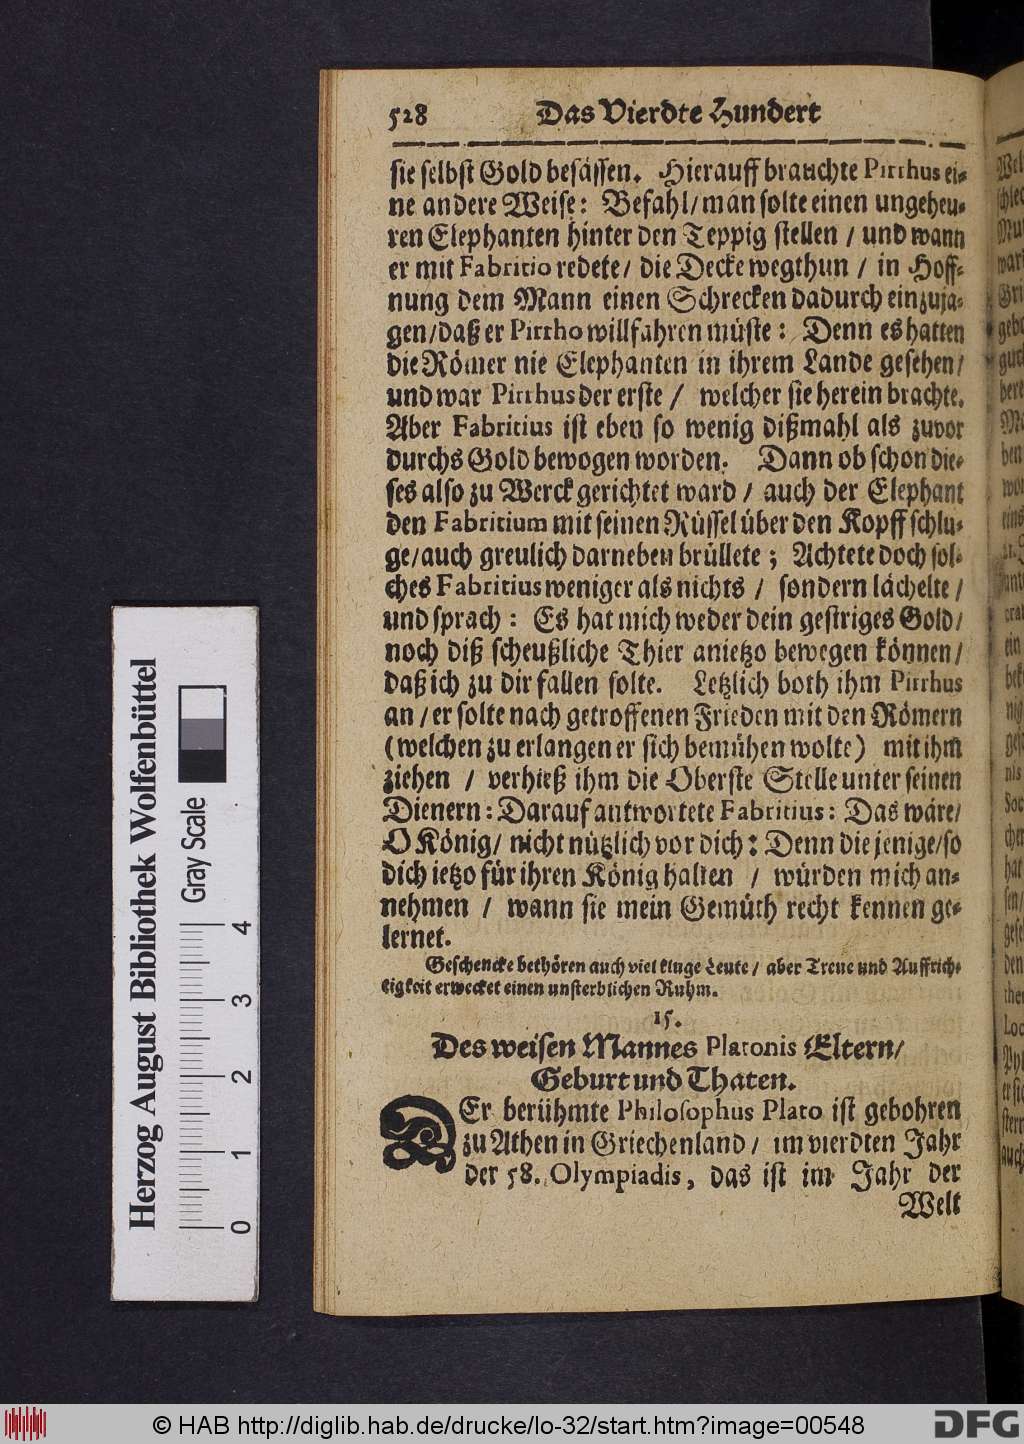 528 Das Vierdte Hundert
sie selbst Gold besässen. Hierauff brauchte Pirrhus ei-
ne andere Weise: Befahl/ man solte einen ungeheu-
ren Elephanten hinter den Teppig stellen / und wann
er mit Fabritio redete/ die Decke wegthun / in Hoff-
nung dem Mann einen Schrecken dadurch einzuja-
gen/ daß er Pirrho willfahren müste: Denn es hatten
die Römer nie Elephanten in ihrem Lande gesehen/
und war Pirrhus der erste / welcher sie herein brachte.
Aber Fabritius ist eben so wenig dißmahl als zuvor
durchs Gold bewogen worden. Dann ob schon die-
ses also zu Werck gerichtet ward / auch der Elephant
den Fabritium mit seinen Rüssel über den Kopff schlu-
ge/ auch greulich darneben brüllete; Achtete doch sol-
ches Fabritius weniger als nichts / sondern lächelte /
und sprach: Es hat mich weder dein gestriges Gold/
noch diß scheußliche Thier anietzo bewegen können/
daß ich zu dir fallen solte. Letzlich both ihm Pirrhus
an / er solte nach getroffenen Frieden mit den Römern
(welchen zu erlangen er sich bemühen wolte) mit ihm
ziehen / verhieß ihm die Oberste Stelle unter seinen
Dienern: Darauf antwortete Fabritius: Das wäre/
O König/ nicht nützlich vor dich: Denn die jenige/ so
dich ietzo für ihren König halten / würden mich an-
nehmen / wann sie mein Gemüth recht kennen ge-
lernet.
Geschencke bethören auch viel kluge Leute / aber Treue und Auffrich-
tigkeit erwecket einen unsterblichen Ruhm.
15.
Des weisen Mannes Platonis Eltern/
Geburt und Thaten.
DEr berühmte Philosophus Plato ist gebohren
zu Athen in Griechenland / im vierdten Jahr
der 58. Olympiadis, das ist im Jahr der
Welt
Herzog August Bibliothek Wolfenbüttel
Gray Scale
0 1 2 3 4
© HAB http://diglib.hab.de/drucke/lo-32/start.htm?image=00548
DFG